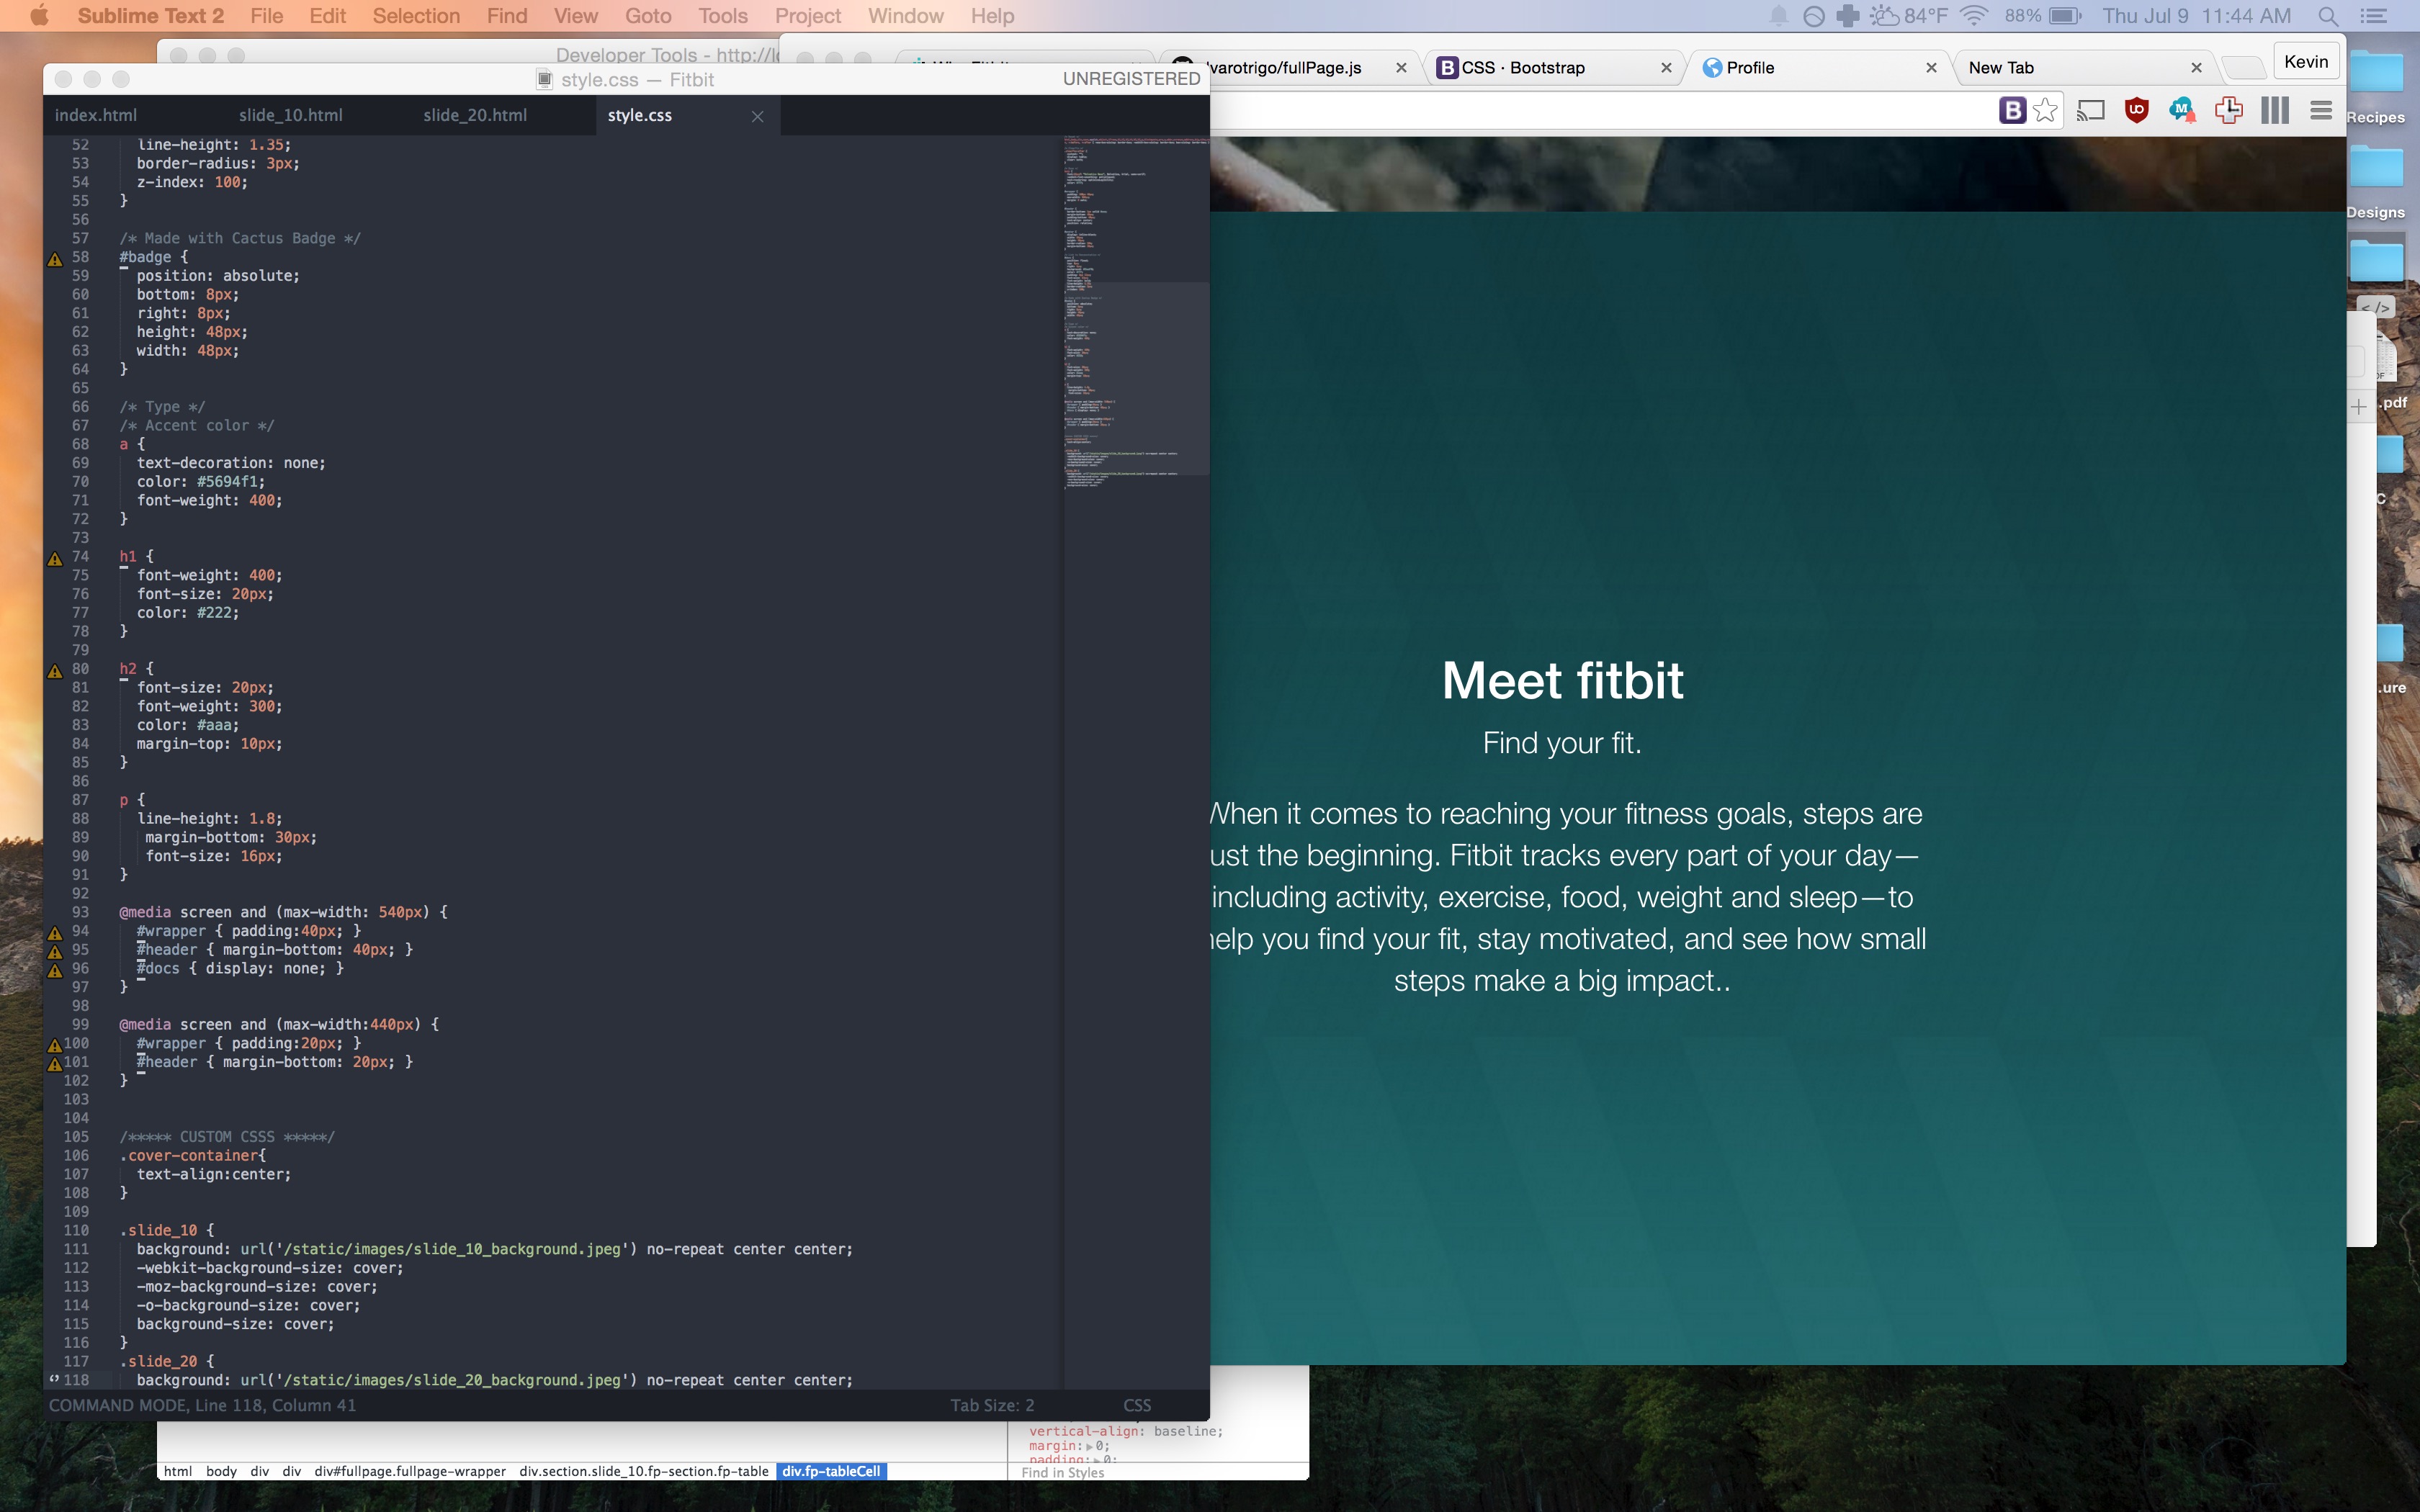 Sublime Text 2 File Edit Selection Find View Goto Tools Project Window Help 84°F 88% Thu Jul 9 11:44 AM
Developer Tools - http://l
style.css — Fitbit UNREGISTERED
index.html slide_10.html slide_20.html style.css
52 line-height: 1.35;
53 border-radius: 3px;
54 z-index: 100;
55 }
56
57 /* Made with Cactus Badge */
58 #badge {
59 position: absolute;
60 bottom: 8px;
61 right: 8px;
62 height: 48px;
63 width: 48px;
64 }
65
66 /* Type */
67 /* Accent color */
68 a {
69 text-decoration: none;
70 color: #5694f1;
71 font-weight: 400;
72 }
73
74 h1 {
75 font-weight: 400;
76 font-size: 20px;
77 color: #222;
78 }
79
80 h2 {
81 font-size: 20px;
82 font-weight: 300;
83 color: #aaa;
84 margin-top: 10px;
85 }
86
87 p {
88 line-height: 1.8;
89 margin-bottom: 30px;
90 font-size: 16px;
91 }
92
93 @media screen and (max-width: 540px) {
94 #wrapper { padding:40px; }
95 #header { margin-bottom: 40px; }
96 #docs { display: none; }
97 }
98
99 @media screen and (max-width:440px) {
100 #wrapper { padding:20px; }
101 #header { margin-bottom: 20px; }
102 }
103
104
105 /***** CUSTOM CSSS *****/
106 .cover-container{
107 text-align:center;
108 }
109
110 .slide_10 {
111 background: url('/static/images/slide_10_background.jpeg') no-repeat center center;
112 -webkit-background-size: cover;
113 -moz-background-size: cover;
114 -o-background-size: cover;
115 background-size: cover;
116 }
117 .slide_20 {
118 background: url('/static/images/slide_20_background.jpeg') no-repeat center center;
COMMAND MODE, Line 118, Column 41 Tab Size: 2 CSS
lvarotrigo/fullPage.js B CSS · Bootstrap Profile New Tab Kevin
B
Meet fitbit
Find your fit.
When it comes to reaching your fitness goals, steps are
ust the beginning. Fitbit tracks every part of your day—
including activity, exercise, food, weight and sleep—to
help you find your fit, stay motivated, and see how small
steps make a big impact..
Recipes
Designs
</>
.pdf
.ure
vertical-align: baseline;
margin: 0;
padding: 0;
html body div div div#fullpage.fullpage-wrapper div.section.slide_10.fp-section.fp-table div.fp-tableCell
Find in Styles